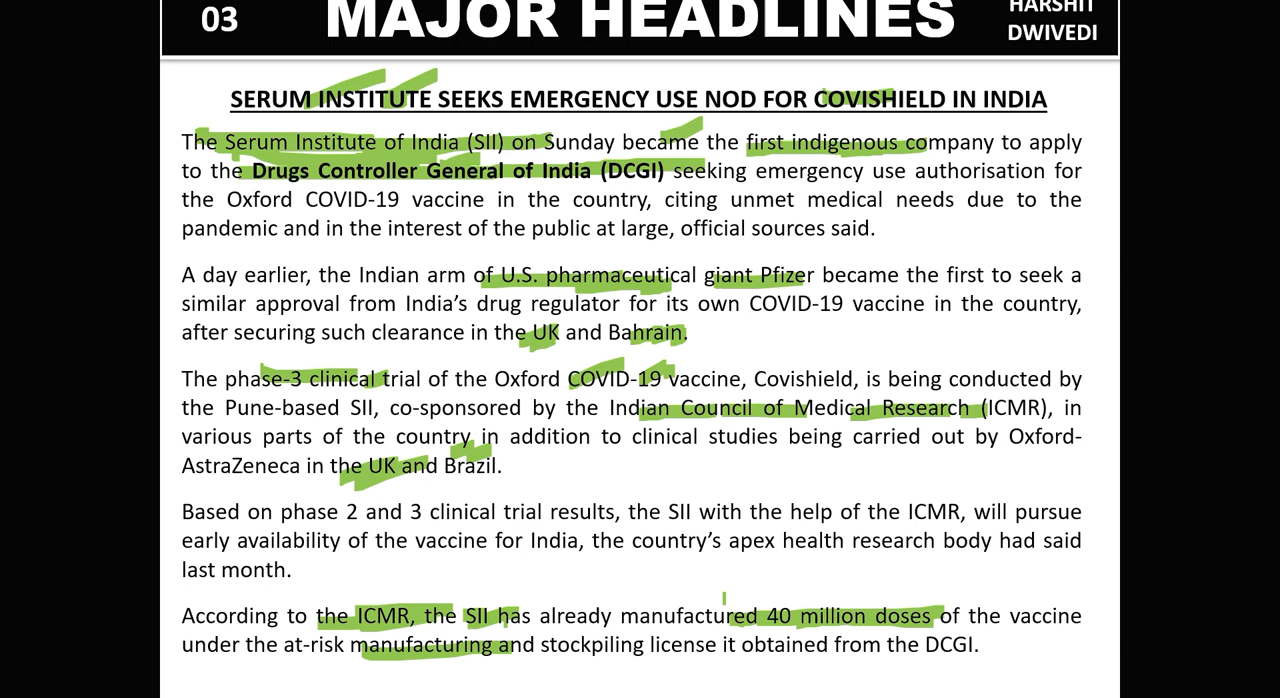 03
MAJOR HEADLINES
HARSHIT
DWIVEDI
SERUM INSTITUTE SEEKS EMERGENCY USE NOD FOR COVISHIELD IN INDIA
The Serum Institute of India (SII) on Sunday became the first indigenous company to apply
to the Drugs Controller General of India (DCGI) seeking emergency use authorisation for
the Oxford COVID-19 vaccine in the country, citing unmet medical needs due to the
pandemic and in the interest of the public at large, official sources said.
A day earlier, the Indian arm of U.S. pharmaceutical giant Pfizer became the first to seek a
similar approval from India’s drug regulator for its own COVID-19 vaccine in the country,
after securing such clearance in the UK and Bahrain.
The phase-3 clinical trial of the Oxford COVID-19 vaccine, Covishield, is being conducted by
the Pune-based SII, co-sponsored by the Indian Council of Medical Research (ICMR), in
various parts of the country in addition to clinical studies being carried out by Oxford-
AstraZeneca in the UK and Brazil.
Based on phase 2 and 3 clinical trial results, the SII with the help of the ICMR, will pursue
early availability of the vaccine for India, the country’s apex health research body had said
last month.
According to the ICMR, the SII has already manufactured 40 million doses of the vaccine
under the at-risk manufacturing and stockpiling license it obtained from the DCGI.